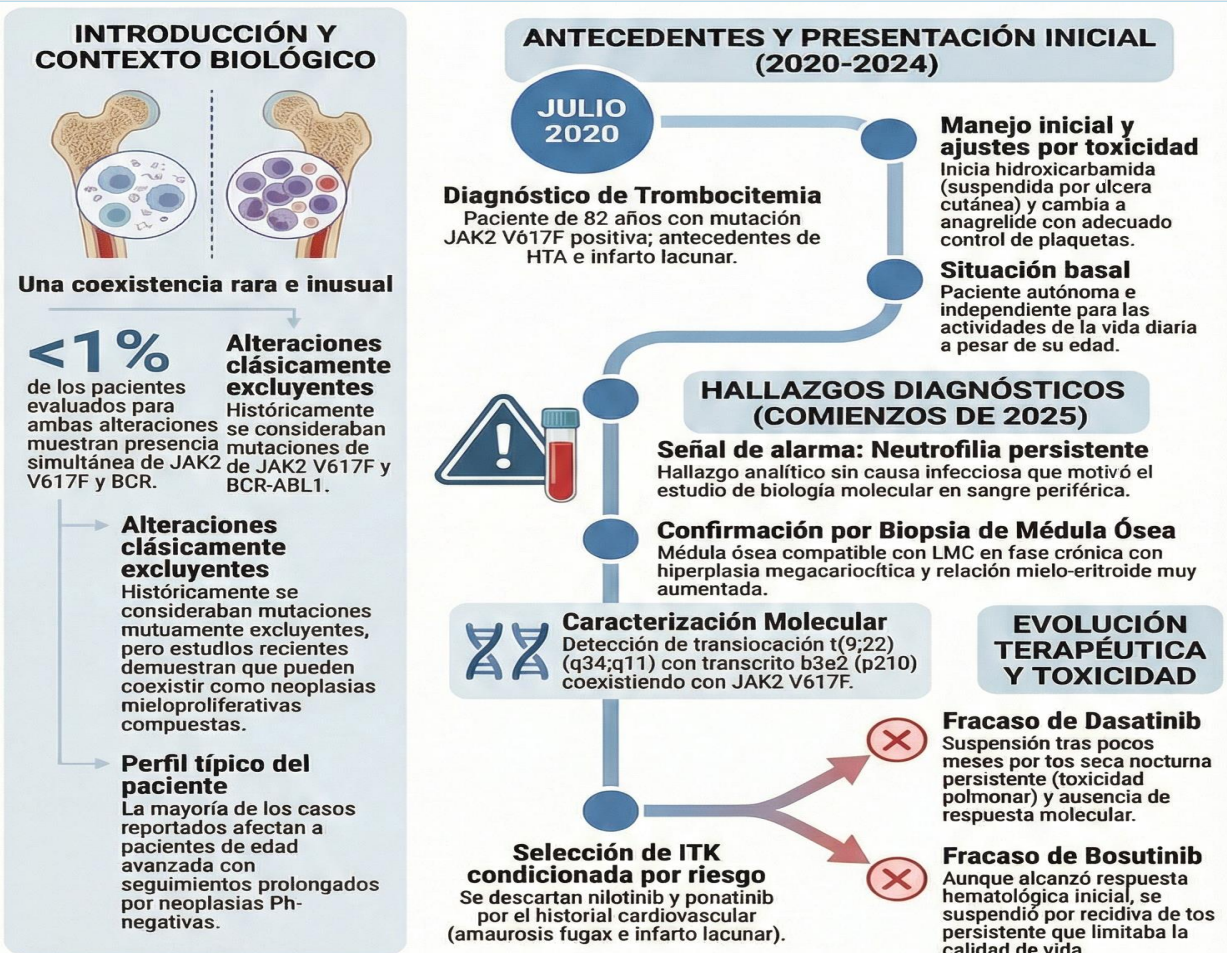 INTRODUCCIÓN Y
CONTEXTO BIOLÓGICO
Una coexistencia rara e inusual
<1%
de los pacientes
evaluados para
ambas alteraciones
muestran presencia
simultánea de JAK2
V617F y BCR.
Alteraciones
clásicamente
excluyentes
Históricamente
se consideraban
mutaciones de
de JAK2 V617F y
BCR-ABL1.
Alteraciones
clásicamente
excluyentes
Históricamente se
consideraban mutaciones
mutuamente excluyentes,
pero estudlos recientes
demuestran que pueden
coexistir como neoplasias
mieloproliferativas
compuestas.
Perfil típico del
paciente
La mayoría de los casos
reportados afectan a
pacientes de edad
avanzada con
seguimientos prolongados
por neoplasias Ph-
negativas.
ANTECEDENTES Y PRESENTACIÓN INICIAL
(2020-2024)
JULIO
2020
Diagnóstico de Trombocitemia
Paciente de 82 años con mutación
JAK2 V617F positiva; antecedentes de
HTA e infarto lacunar.
Manejo inicial y
ajustes por toxicidad
Inicia hidroxicarbamida
(suspendida por ulcera
cutánea) y cambia a
anagrelide con adecuado
control de plaquetas.
Situación basal
Paciente autónoma e
independiente para las
actividades de la vida diaria
a pesar de su edad.
HALLAZGOS DIAGNÓSTICOS
(COMIENZOS DE 2025)
Señal de alarma: Neutrofilia persistente
Hallazgo analítico sin causa infecciosa que motivó el
estudio de biología molecular en sangre periférica.
Confirmación por Biopsia de Médula Ósea
Médula ósea compatible con LMC en fase crónica con
hiperplasia megacariocítica y relación mielo-eritroide muy
aumentada.
Caracterización Molecular
Detección de translocación t(9;22)
(q34;q11) con transcrito b3e2 (p210)
coexistiendo con JAK2 V617F.
Selección de ITK
condicionada por riesgo
Se descartan nilotinib y ponatinib
por el historial cardiovascular
(amaurosis fugax e infarto lacunar).
EVOLUCIÓN
TERAPÉUTICA
Y TOXICIDAD
Fracaso de Dasatinib
Suspensión tras pocos
meses por tos seca nocturna
persistente (toxicidad
polmonar) y ausencia de
respuesta molecular.
Fracaso de Bosutinib
Aunque alcanzó respuesta
hematológica inicial, se
suspendió por recidiva de tos
persistente que limitaba la
calidad de vida